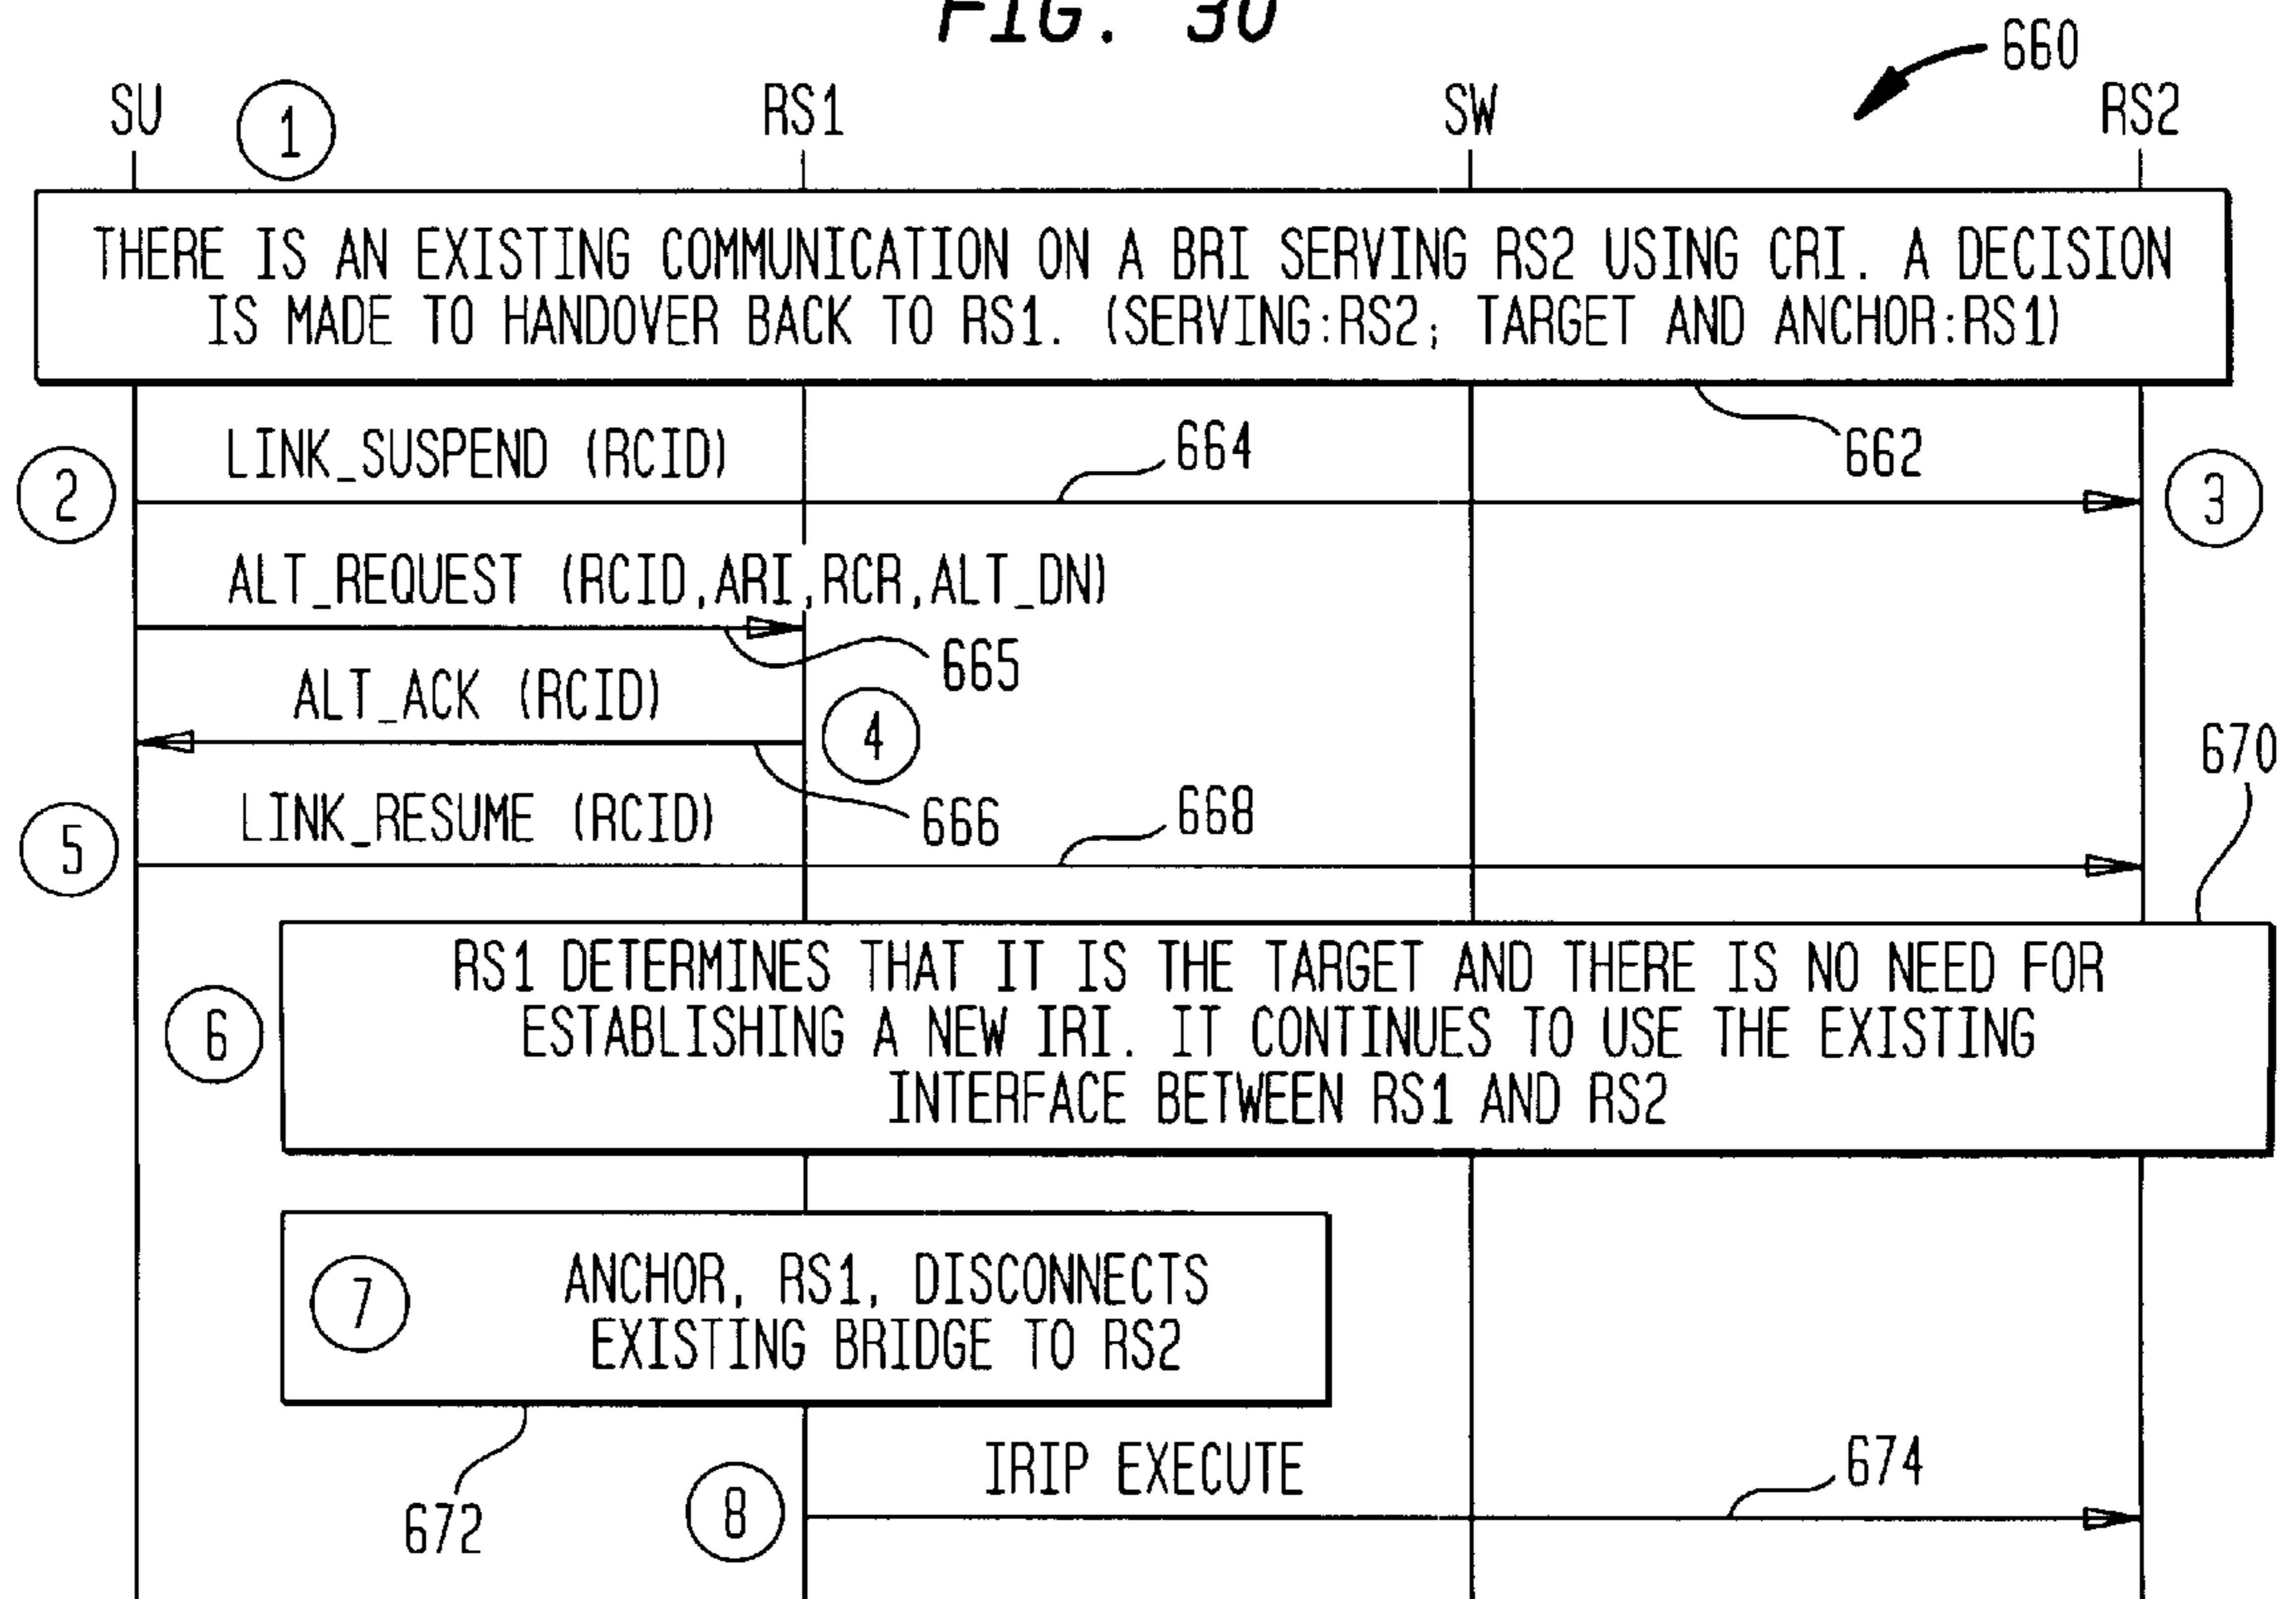 FIG. 30
660
SU
1
RS1
SW
RS2
THERE IS AN EXISTING COMMUNICATION ON A BRI SERVING RS2 USING CRI. A DECISION
IS MADE TO HANDOVER BACK TO RS1. (SERVING:RS2; TARGET AND ANCHOR:RS1)
662
2
LINK_SUSPEND (RCID)
664
3
ALT_REQUEST (RCID,ARI,RCR,ALT_DN)
665
ALT_ACK (RCID)
4
666
670
5
LINK_RESUME (RCID)
668
6
RS1 DETERMINES THAT IT IS THE TARGET AND THERE IS NO NEED FOR
ESTABLISHING A NEW IRI. IT CONTINUES TO USE THE EXISTING
INTERFACE BETWEEN RS1 AND RS2
7
ANCHOR, RS1, DISCONNECTS
EXISTING BRIDGE TO RS2
672
8
IRIP EXECUTE
674